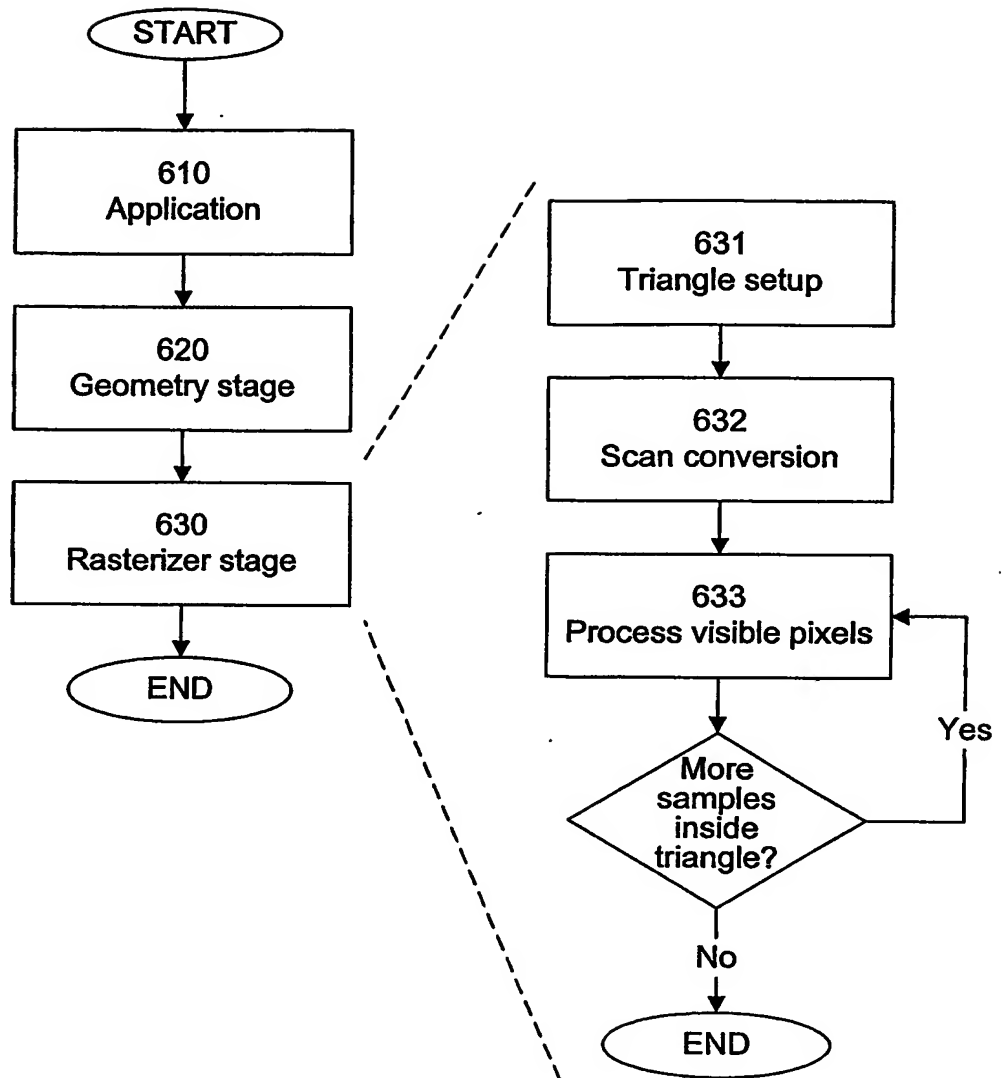 START
610
Application
620
Geometry stage
630
Rasterizer stage
END
631
Triangle setup
632
Scan conversion
633
Process visible pixels
Yes
More
samples
inside
triangle?
No
END